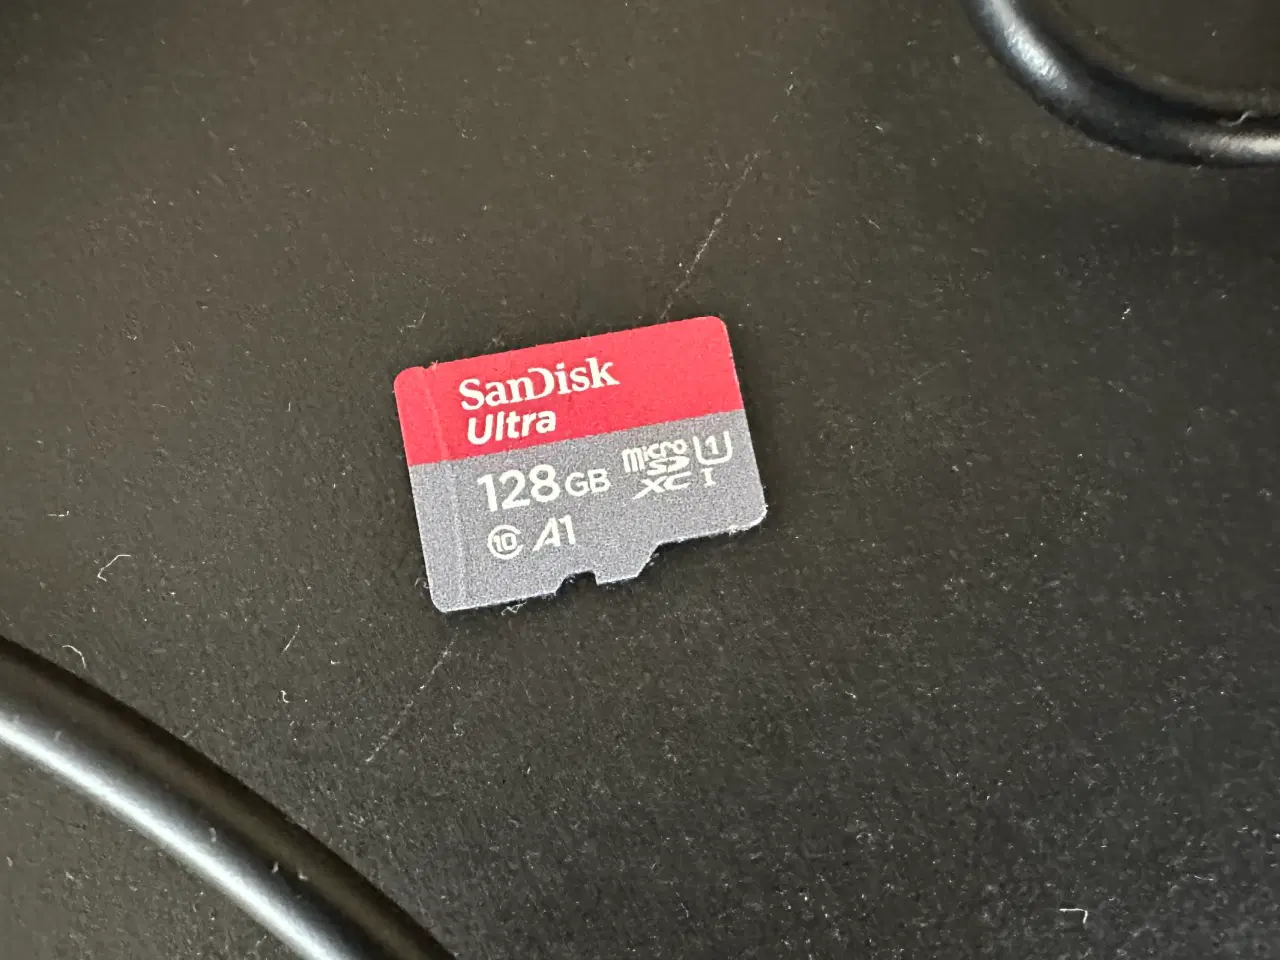 SanDisk
Ultra
128GB micro SD XC I U1
10 A1